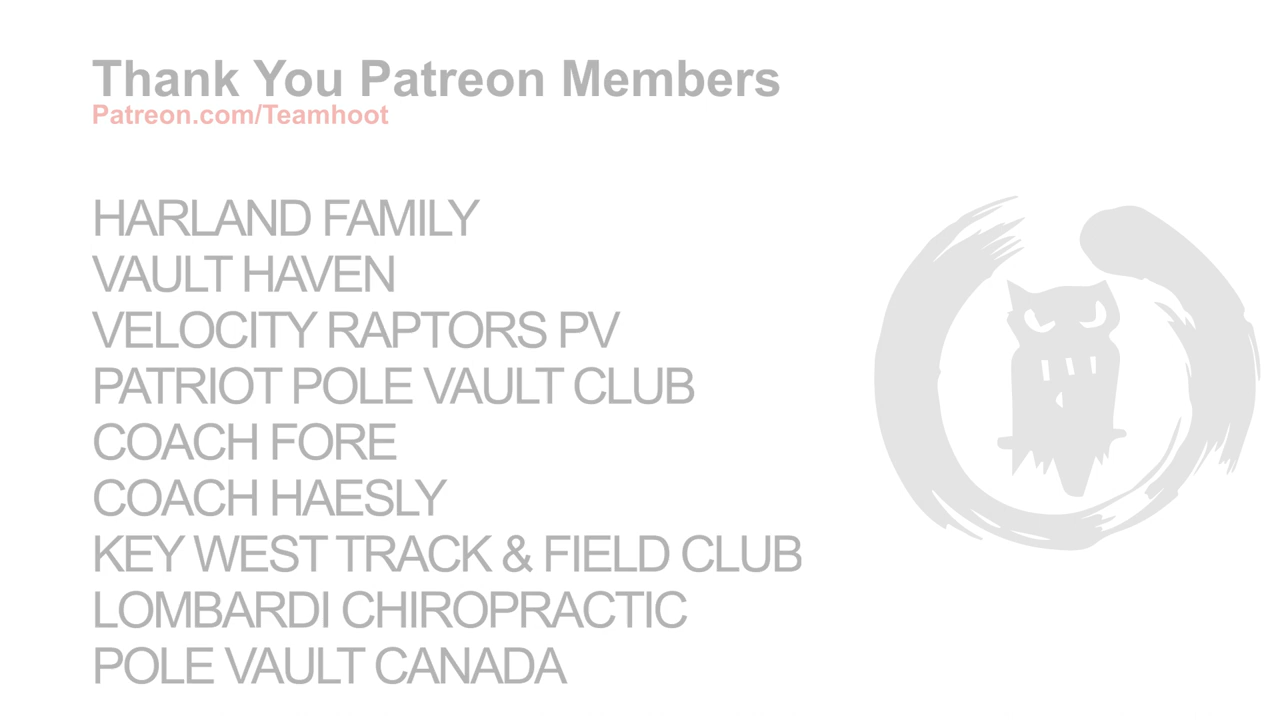 Thank You Patreon Members
Patreon.com/Teamhoot
HARLAND FAMILY
VAULT HAVEN
VELOCITY RAPTORS PV
PATRIOT POLE VAULT CLUB
COACH FORE
COACH HAESLY
KEY WEST TRACK & FIELD CLUB
LOMBARDI CHIROPRACTIC
POLE VAULT CANADA